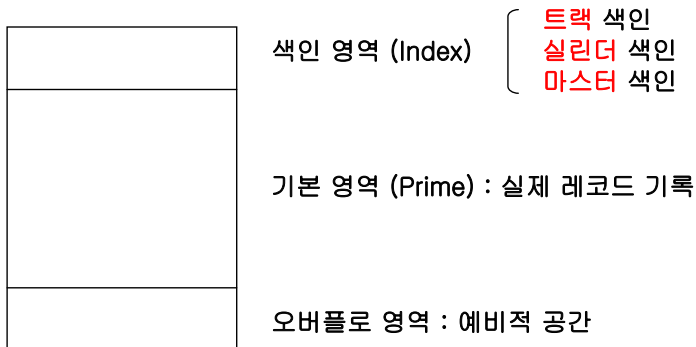 트랙 색인
색인 영역 (Index)
실린더 색인
마스터 색인
기본 영역 (Prime) : 실제 레코드 기록
오버플로 영역 : 예비적 공간